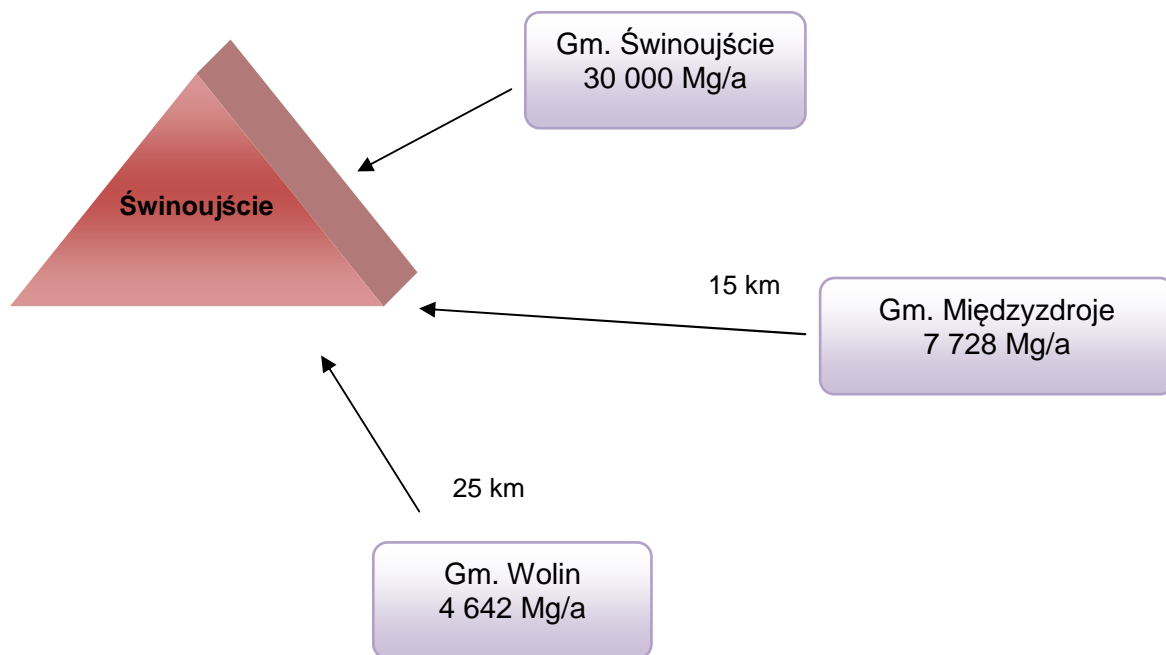 Gm. Świnoujście
30 000 Mg/a
Świnoujście
15 km
Gm. Międzyzdroje
7 728 Mg/a
25 km
Gm. Wolin
4 642 Mg/a